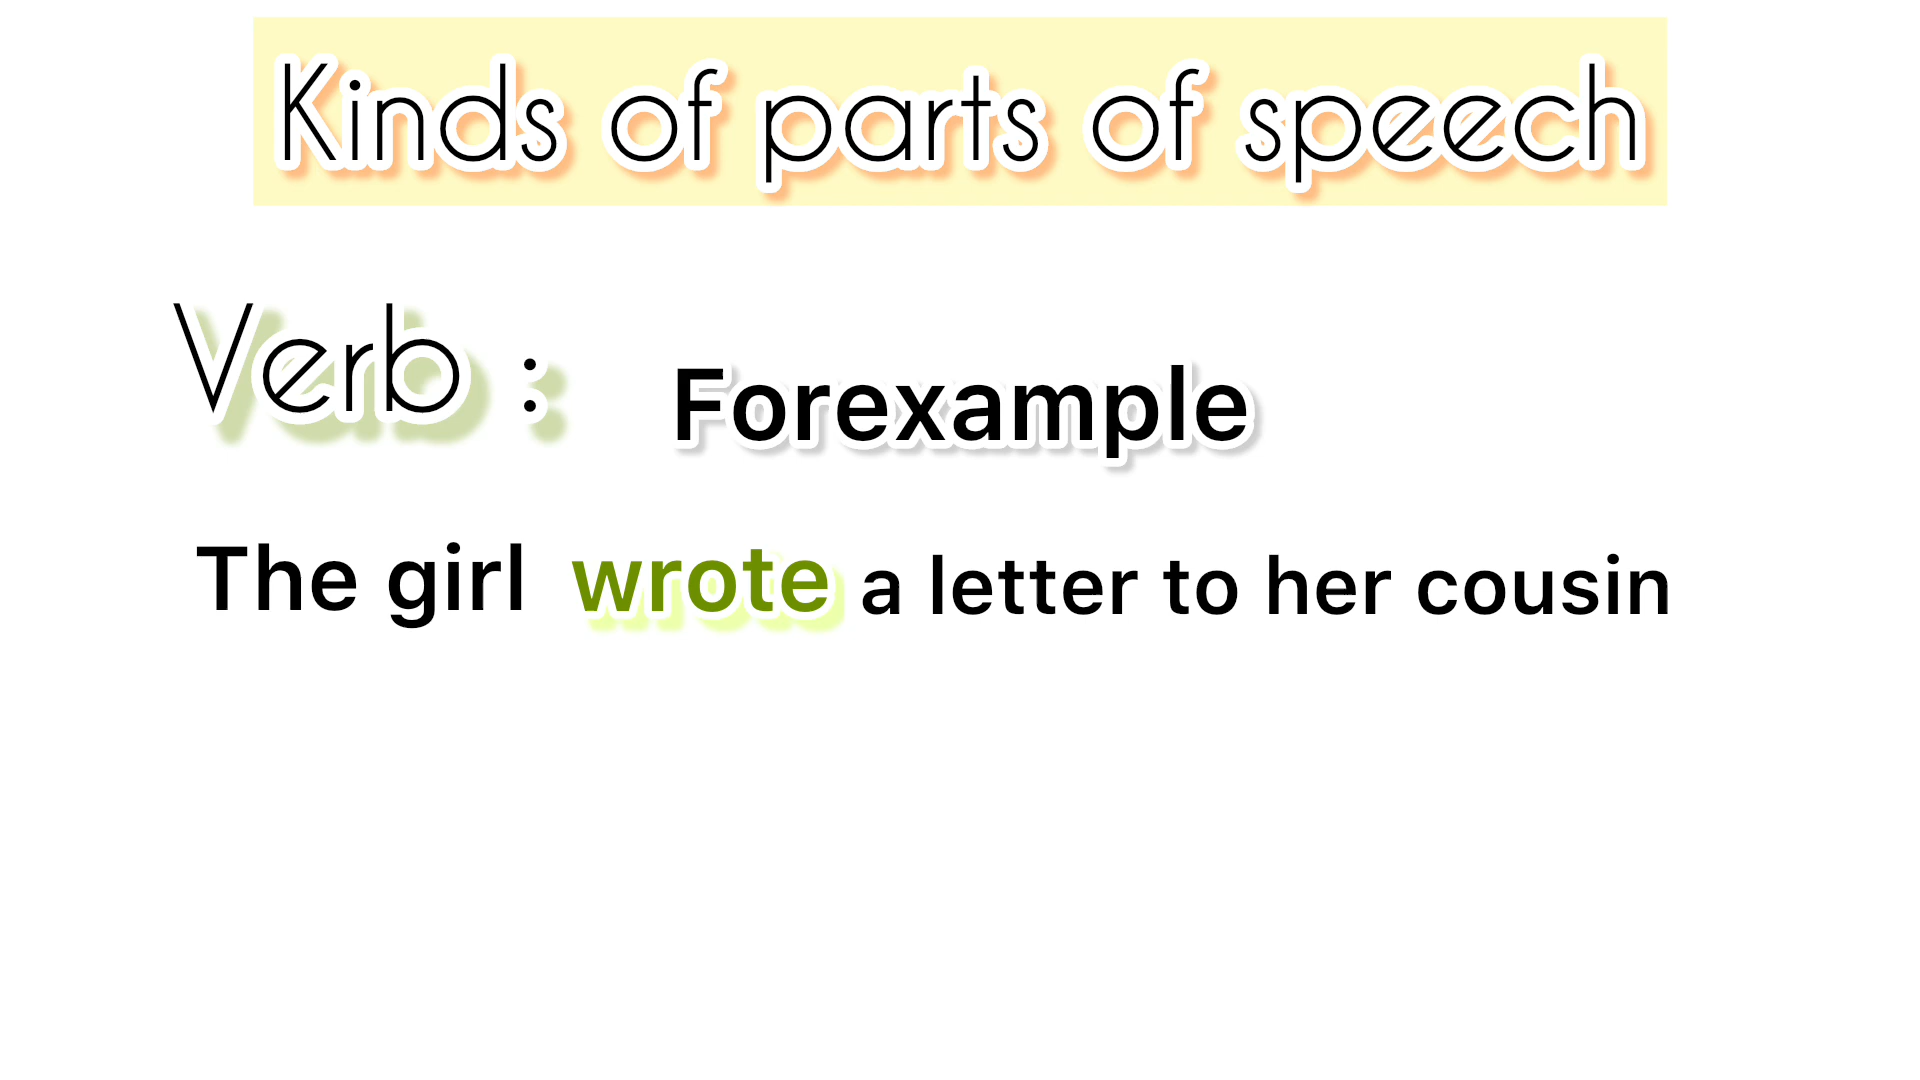 Kinds of parts of speech
Verb : Forexample
The girl wrote a letter to her cousin